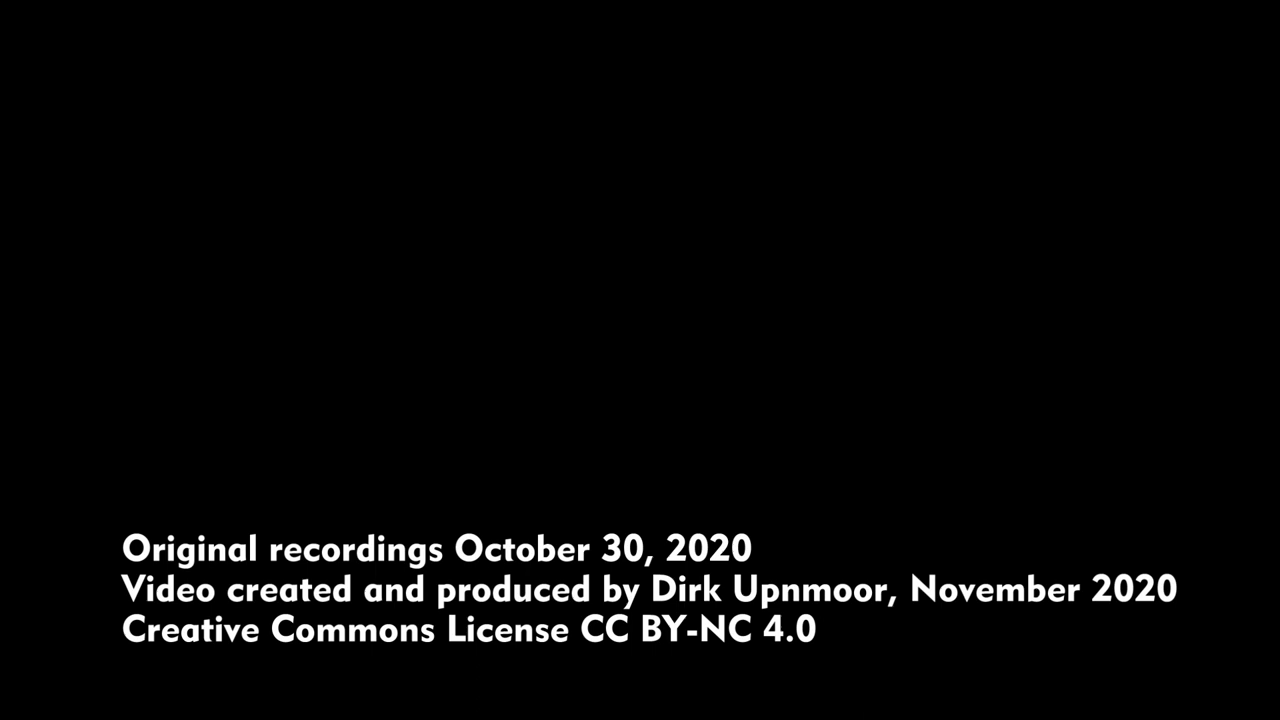 Original recordings October 30, 2020
Video created and produced by Dirk Upnmoor, November 2020
Creative Commons License CC BY-NC 4.0